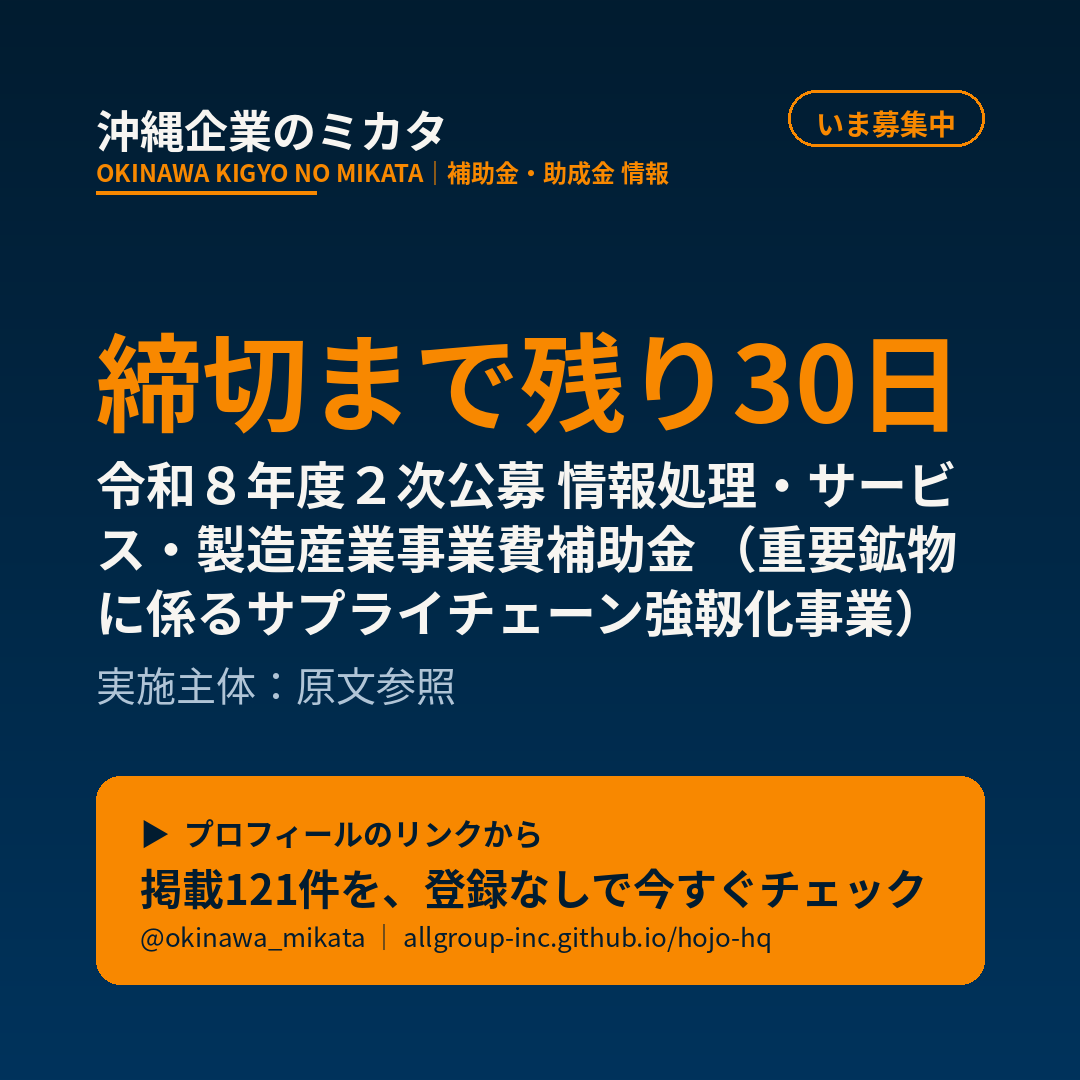 沖縄企業のミカタ
いま募集中
OKINAWA KIGYO NO MIKATA｜補助金・助成金 情報
締切まで残り30日
令和８年度２次公募 情報処理・サービ
ス・製造産業事業費補助金 （重要鉱物
に係るサプライチェーン強靱化事業）
実施主体：原文参照
▶ プロフィールのリンクから
掲載121件を、登録なしで今すぐチェック
@okinawa_mikata ｜ allgroup-inc.github.io/hojo-hq